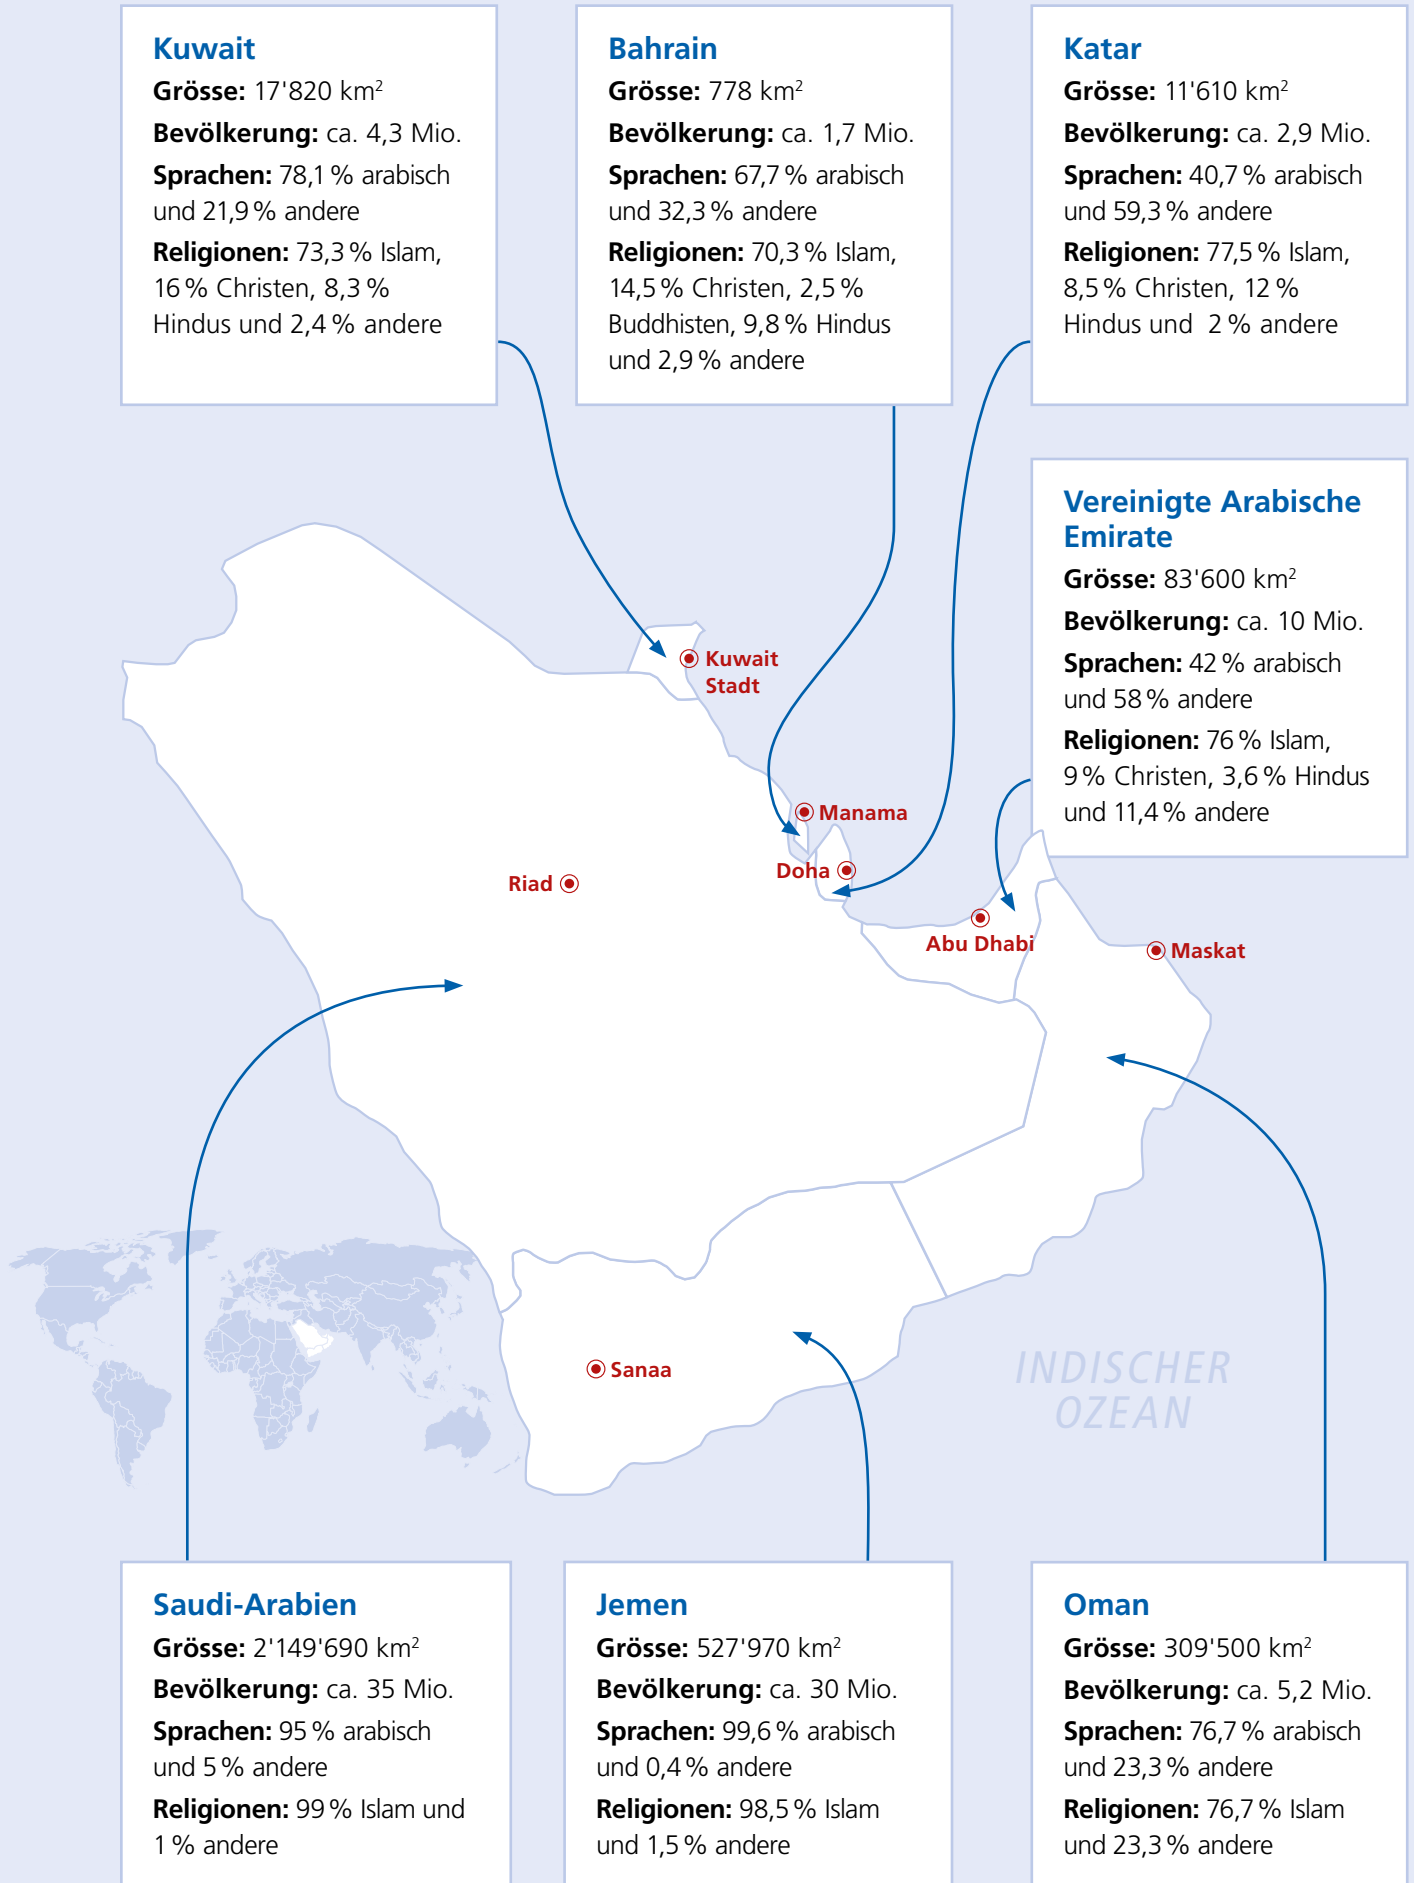 Kuwait
Grösse: 17'820 km²
Bevölkerung: ca. 4,3 Mio.
Sprachen: 78,1 % arabisch
und 21,9 % andere
Religionen: 73,3 % Islam,
16 % Christen, 8,3 %
Hindus und 2,4 % andere
Bahrain
Grösse: 778 km²
Bevölkerung: ca. 1,7 Mio.
Sprachen: 67,7 % arabisch
und 32,3 % andere
Religionen: 70,3 % Islam,
14,5 % Christen, 2,5 %
Buddhisten, 9,8 % Hindus
und 2,9 % andere
Katar
Grösse: 11'610 km²
Bevölkerung: ca. 2,9 Mio.
Sprachen: 40,7 % arabisch
und 59,3 % andere
Religionen: 77,5 % Islam,
8,5 % Christen, 12 %
Hindus und 2 % andere
Vereinigte Arabische
Emirate
Grösse: 83'600 km²
Bevölkerung: ca. 10 Mio.
Sprachen: 42 % arabisch
und 58 % andere
Religionen: 76 % Islam,
9 % Christen, 3,6 % Hindus
und 11,4 % andere
Kuwait
Stadt
Manama
Doha
Riad
Abu Dhabi
Maskat
Sanaa
INDISCHER
OZEAN
Saudi-Arabien
Grösse: 2'149'690 km²
Bevölkerung: ca. 35 Mio.
Sprachen: 95 % arabisch
und 5 % andere
Religionen: 99 % Islam und
1 % andere
Jemen
Grösse: 527'970 km²
Bevölkerung: ca. 30 Mio.
Sprachen: 99,6 % arabisch
und 0,4 % andere
Religionen: 98,5 % Islam
und 1,5 % andere
Oman
Grösse: 309'500 km²
Bevölkerung: ca. 5,2 Mio.
Sprachen: 76,7 % arabisch
und 23,3 % andere
Religionen: 76,7 % Islam
und 23,3 % andere